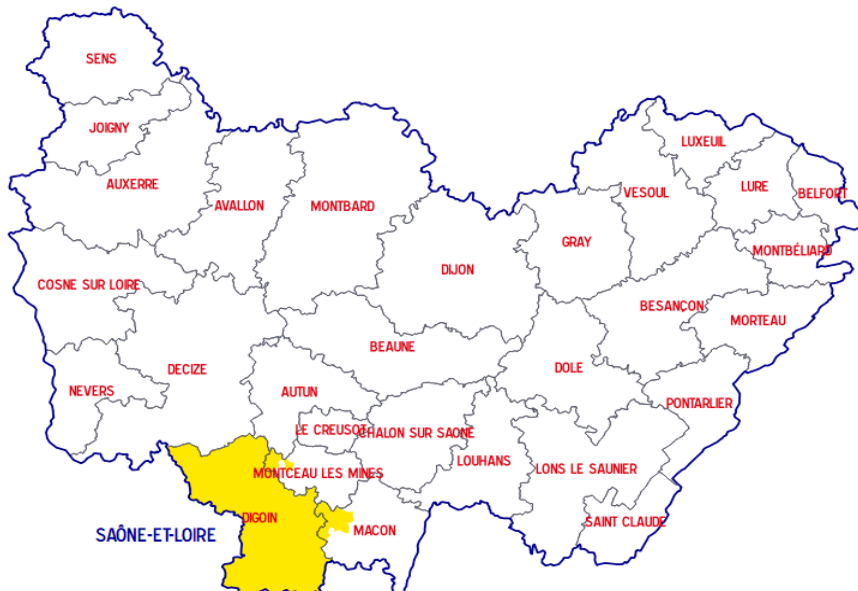 SENS
JOIGNY
LUXEUIL
AUXERRE
LURE
VESOUL
BELFORT
AVALLON
MONTBARD
GRAY
MONTBÉLIARD
DIJON
COSNE SUR LOIRE
BESANÇON
MORTEAU
BEAUNE
DECIZE
DOLE
NEVERS
AUTUN
PONTARLIER
LE CREUSOT
CHALON SUR SAONE
LOUHANS
LONS LE SAUNIER
MONTCEAU LES MINES
DIGOIN
SAINT CLAUDE
MACON
SAÔNE-ET-LOIRE